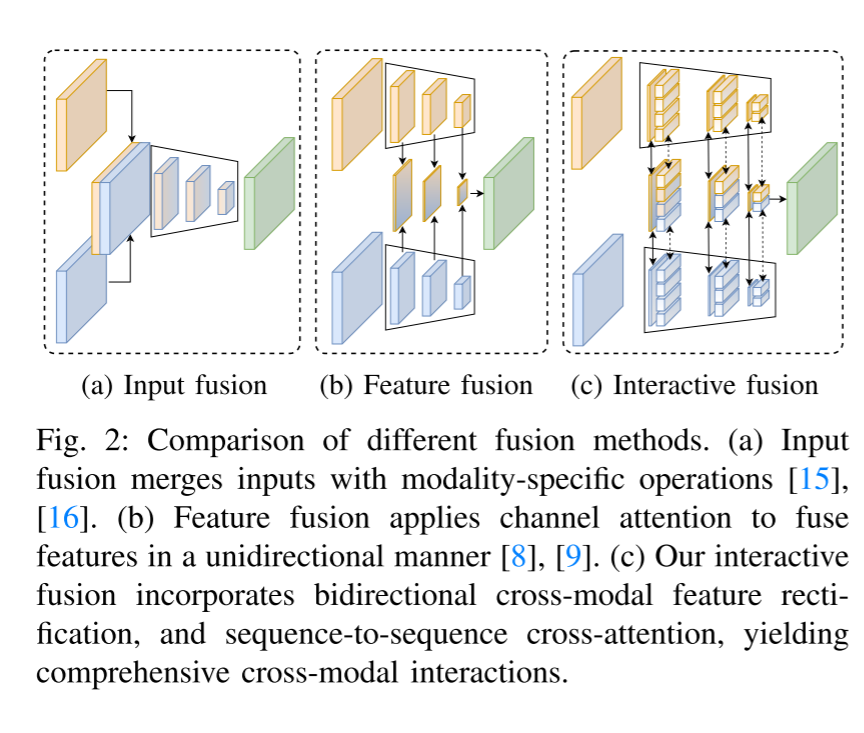 (a) Input fusion (b) Feature fusion (c) Interactive fusion
Fig. 2: Comparison of different fusion methods. (a) Input
fusion merges inputs with modality-specific operations [15],
[16]. (b) Feature fusion applies channel attention to fuse
features in a unidirectional manner [8], [9]. (c) Our interactive
fusion incorporates bidirectional cross-modal feature recti-
fication, and sequence-to-sequence cross-attention, yielding
comprehensive cross-modal interactions.